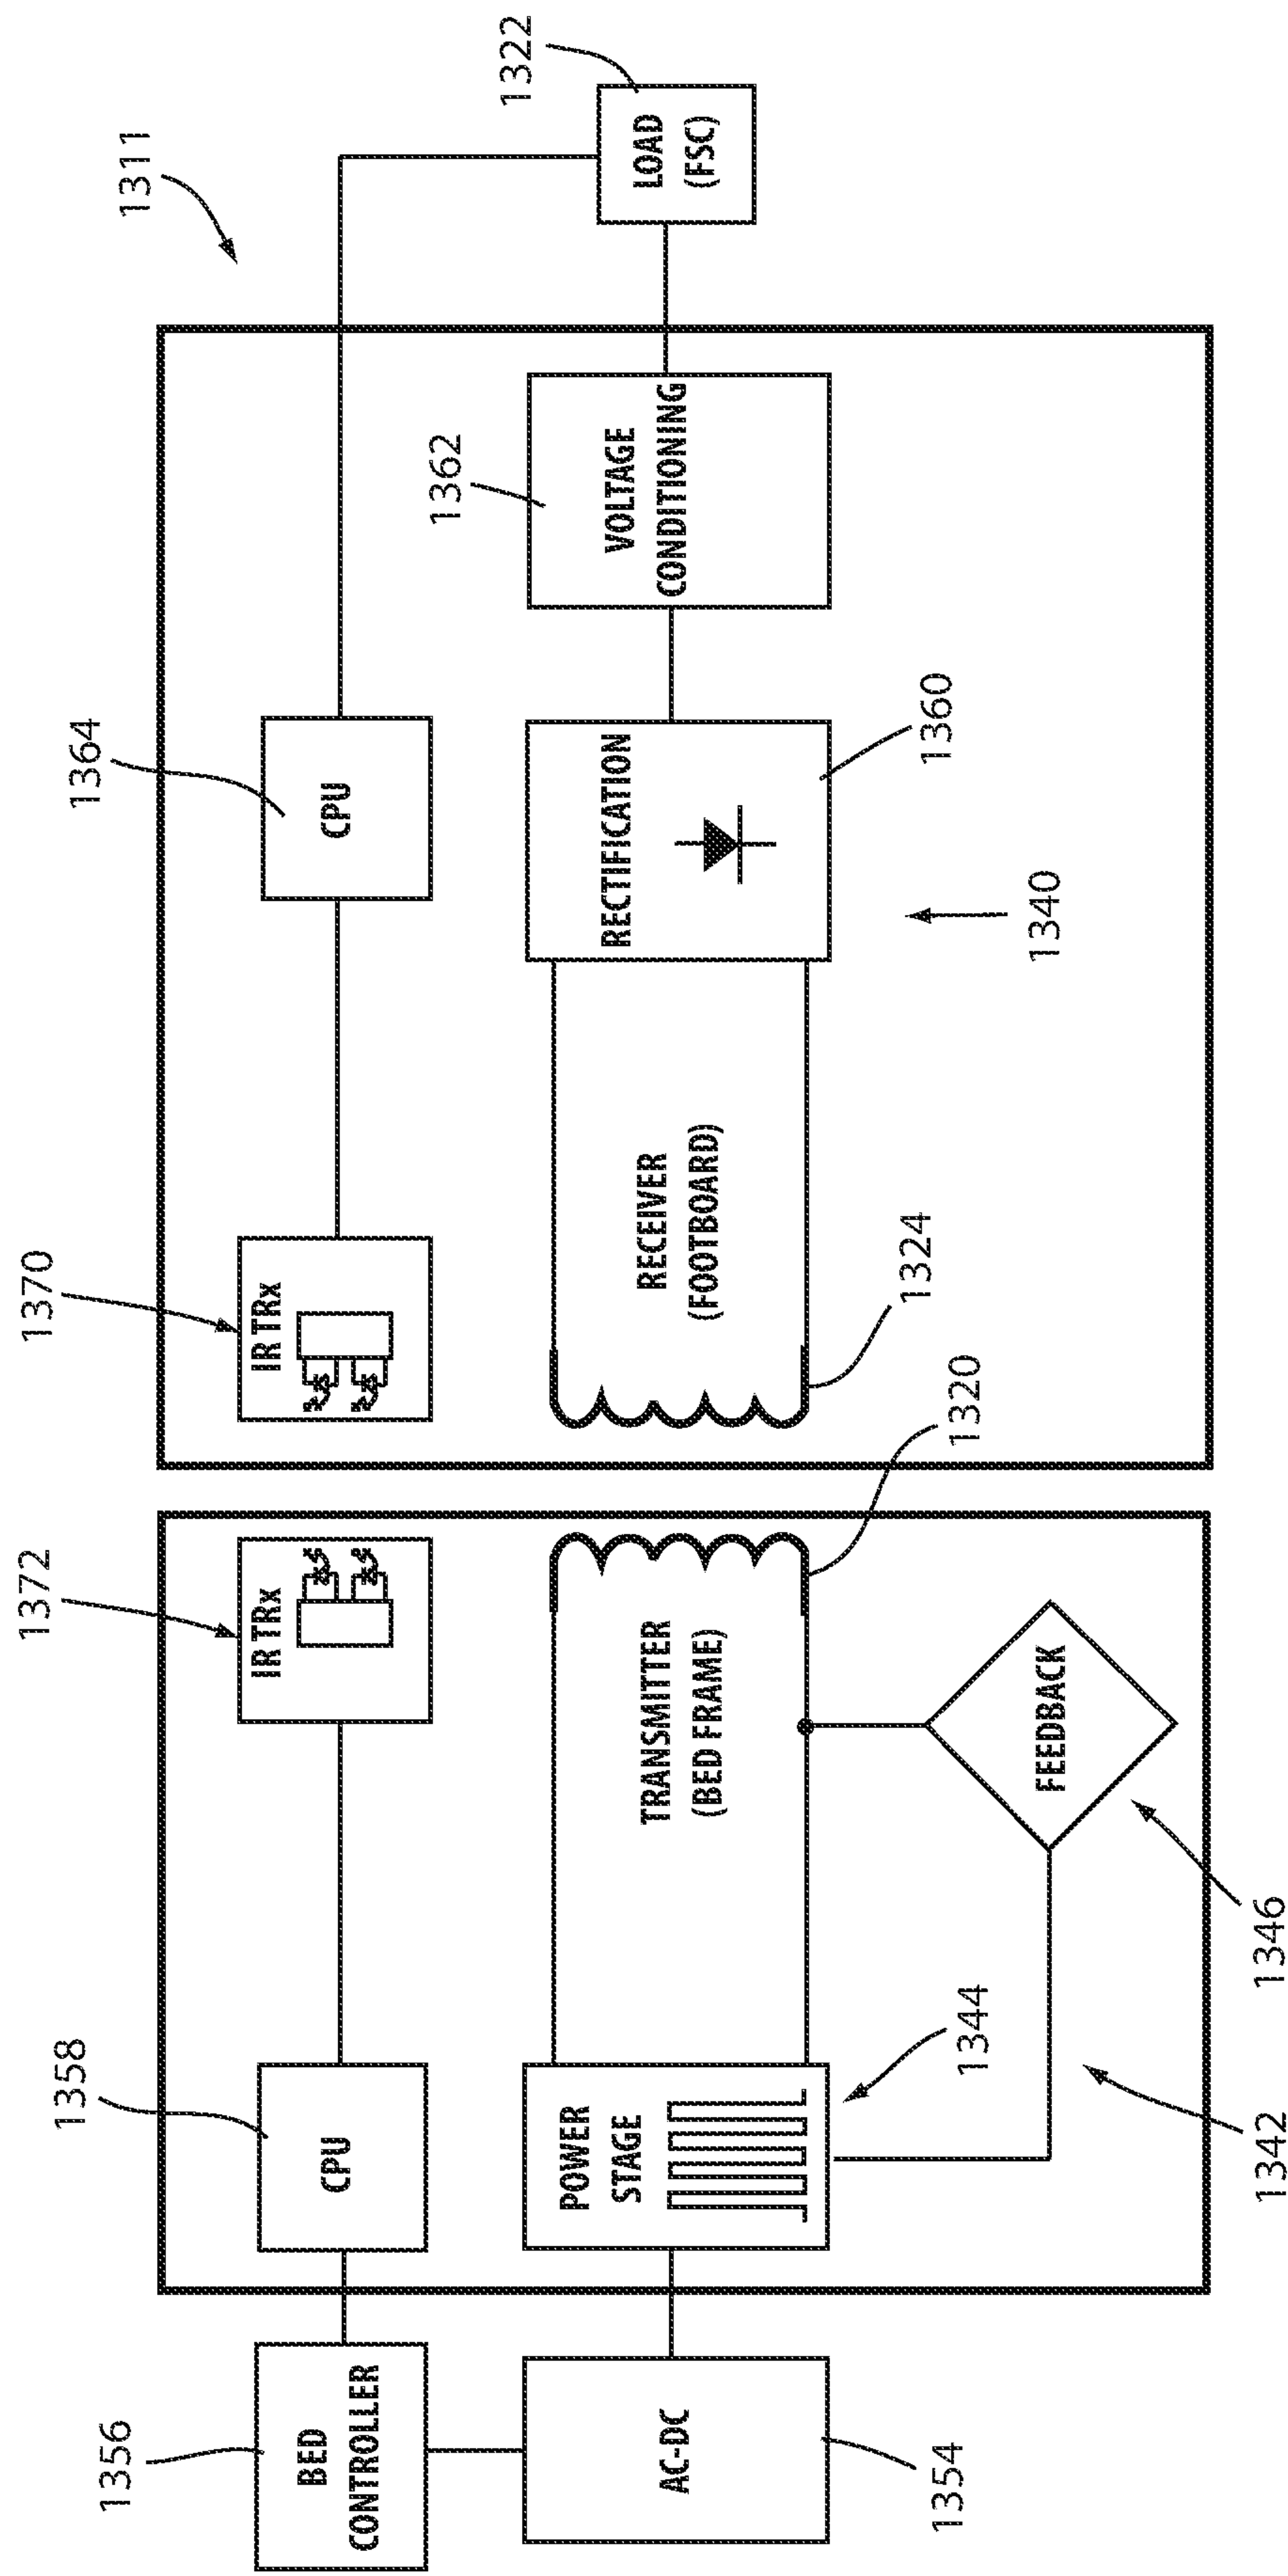 1311
1370
1364
1322
1372
1358
1356
IR TRx
IR TRx
CPU
CPU
BED
CONTROLLER
1362
LOAD
(FSC)
AC-DC
POWER
STAGE
TRANSMITTER
(BED FRAME)
RECEIVER
(FOOTBOARD)
RECTIFICATION
VOLTAGE
CONDITIONING
1354
1344
1320
1324
1360
1340
FEEDBACK
1342
1346